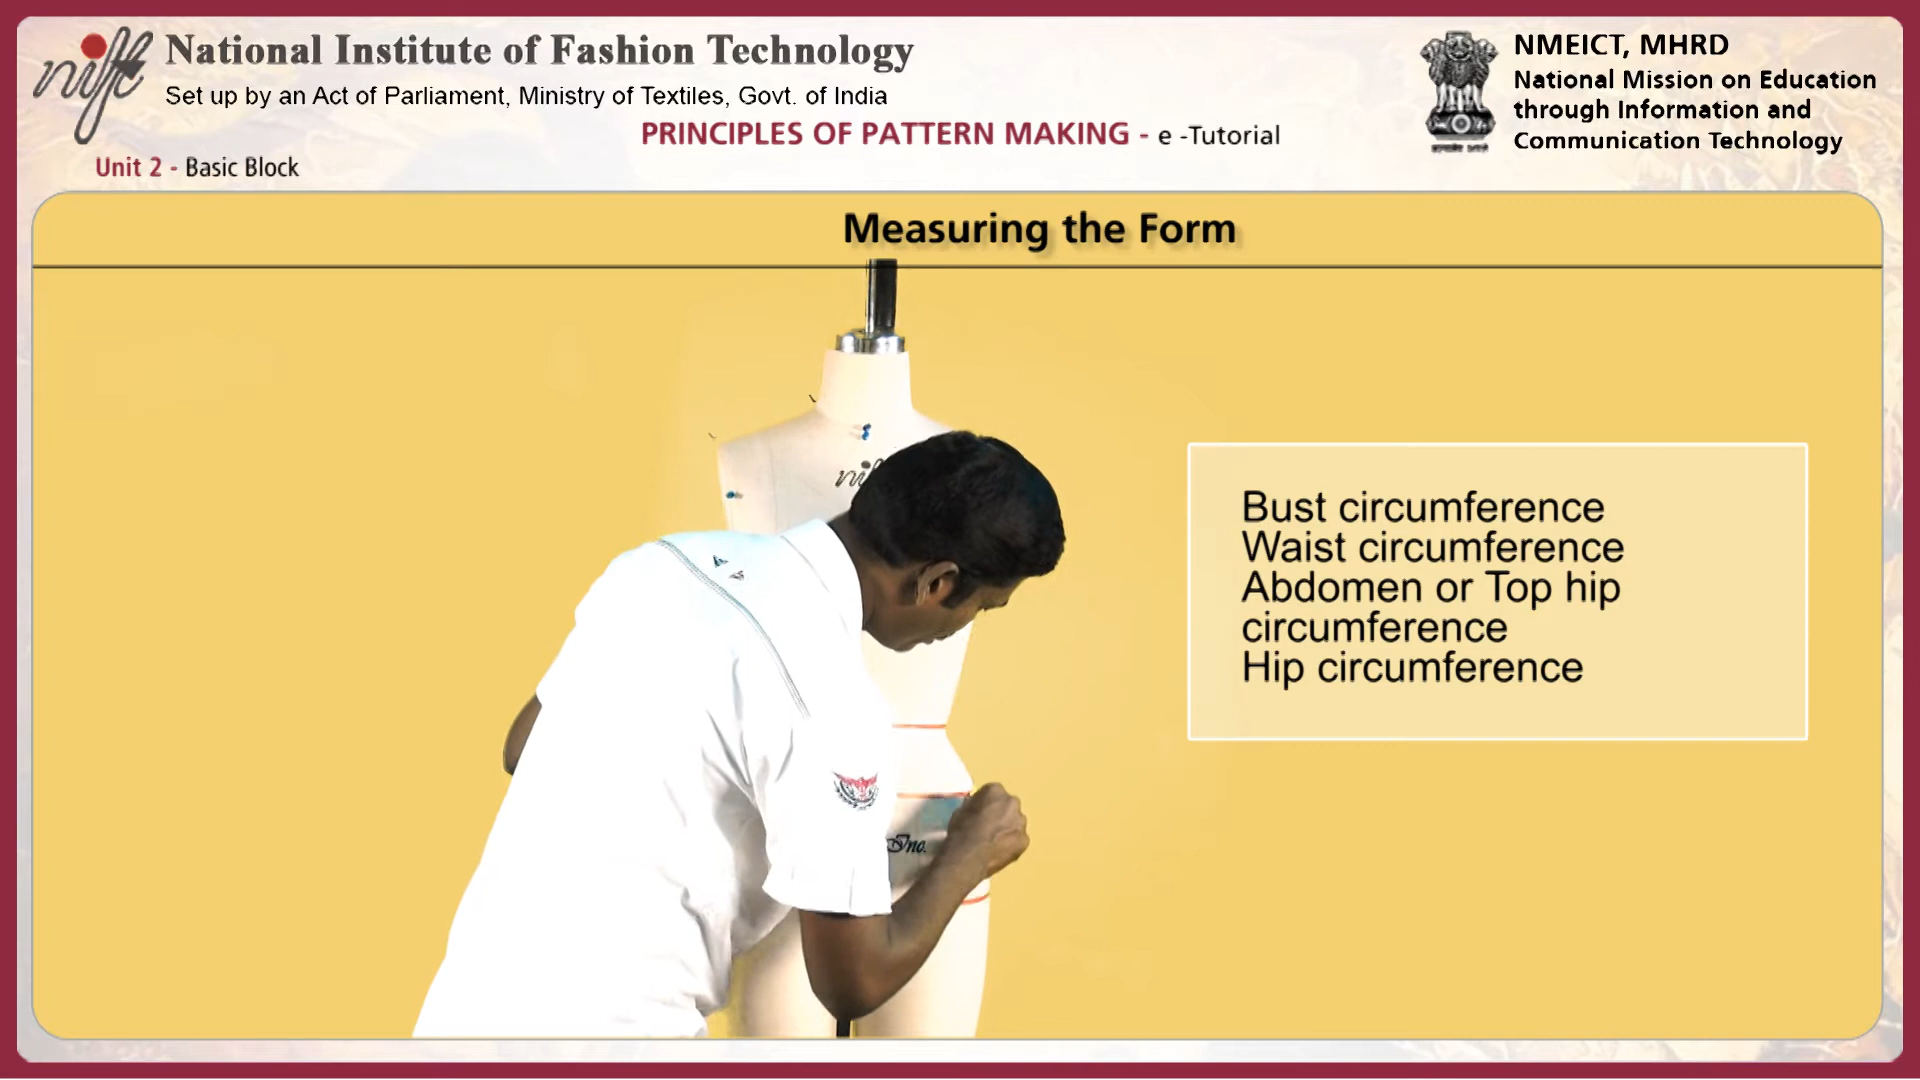 nift
National Institute of Fashion Technology
Set up by an Act of Parliament, Ministry of Textiles, Govt. of India
PRINCIPLES OF PATTERN MAKING - e -Tutorial
Unit 2 - Basic Block
NMEICT, MHRD
National Mission on Education
through Information and
Communication Technology
Measuring the Form
Bust circumference
Waist circumference
Abdomen or Top hip
circumference
Hip circumference
Inc.